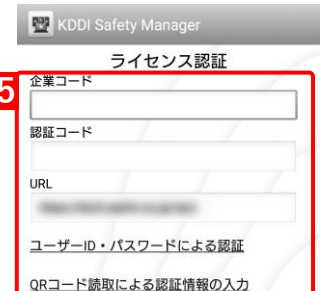 KDDI Safety Manager
ライセンス認証
5
企業コード
認証コード
URL
ユーザーID・パスワードによる認証
QRコード読取による認証情報の入力